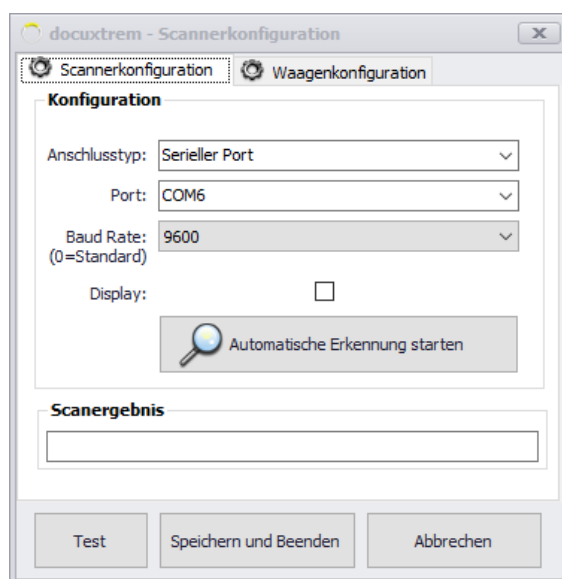 docuxtrem - Scannerkonfiguration
Scannerkonfiguration
Waagenkonfiguration
Konfiguration
Anschlusstyp: Serieller Port
Port: COM6
Baud Rate: 9600
(0=Standard)
Display:
Automatische Erkennung starten
Scanergebnis
Test
Speichern und Beenden
Abbrechen